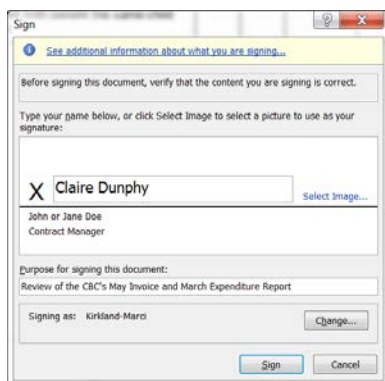 Sign
See additional information about what you are signing...
Before signing this document, verify that the content you are signing is correct.
Type your name below, or click Select Image to select a picture to use as your
signature:
X Claire Dunphy
Select Image...
John or Jane Doe
Contract Manager
Purpose for signing this document:
Review of the CBC's May Invoice and March Expenditure Report
Signing as: Kirkland-Marci
Change...
Sign Cancel